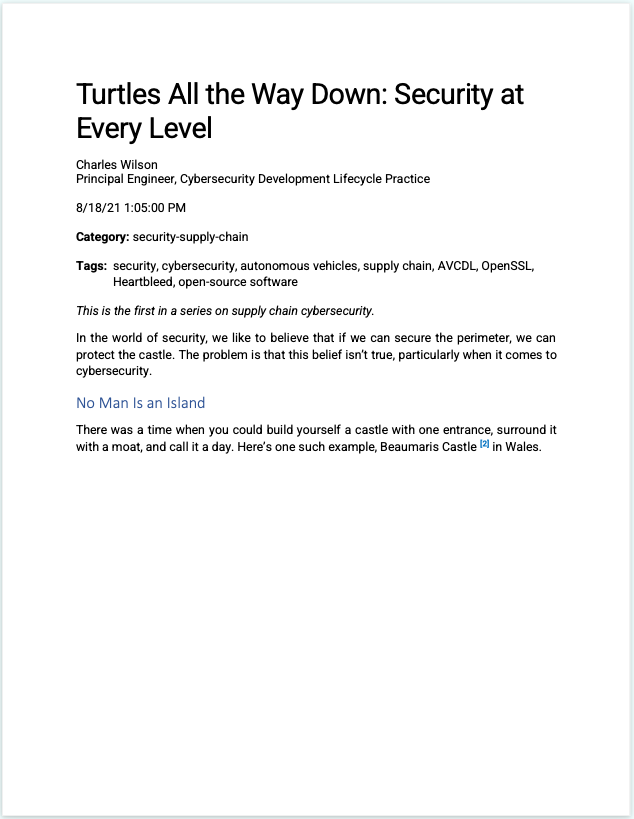 Turtles All the Way Down: Security at
Every Level
Charles Wilson
Principal Engineer, Cybersecurity Development Lifecycle Practice
8/18/21 1:05:00 PM
Category: security-supply-chain
Tags: security, cybersecurity, autonomous vehicles, supply chain, AVCDL, OpenSSL,
Heartbleed, open-source software
This is the first in a series on supply chain cybersecurity.
In the world of security, we like to believe that if we can secure the perimeter, we can
protect the castle. The problem is that this belief isn’t true, particularly when it comes to
cybersecurity.
No Man Is an Island
There was a time when you could build yourself a castle with one entrance, surround it
with a moat, and call it a day. Here’s one such example, Beaumaris Castle [2] in Wales.